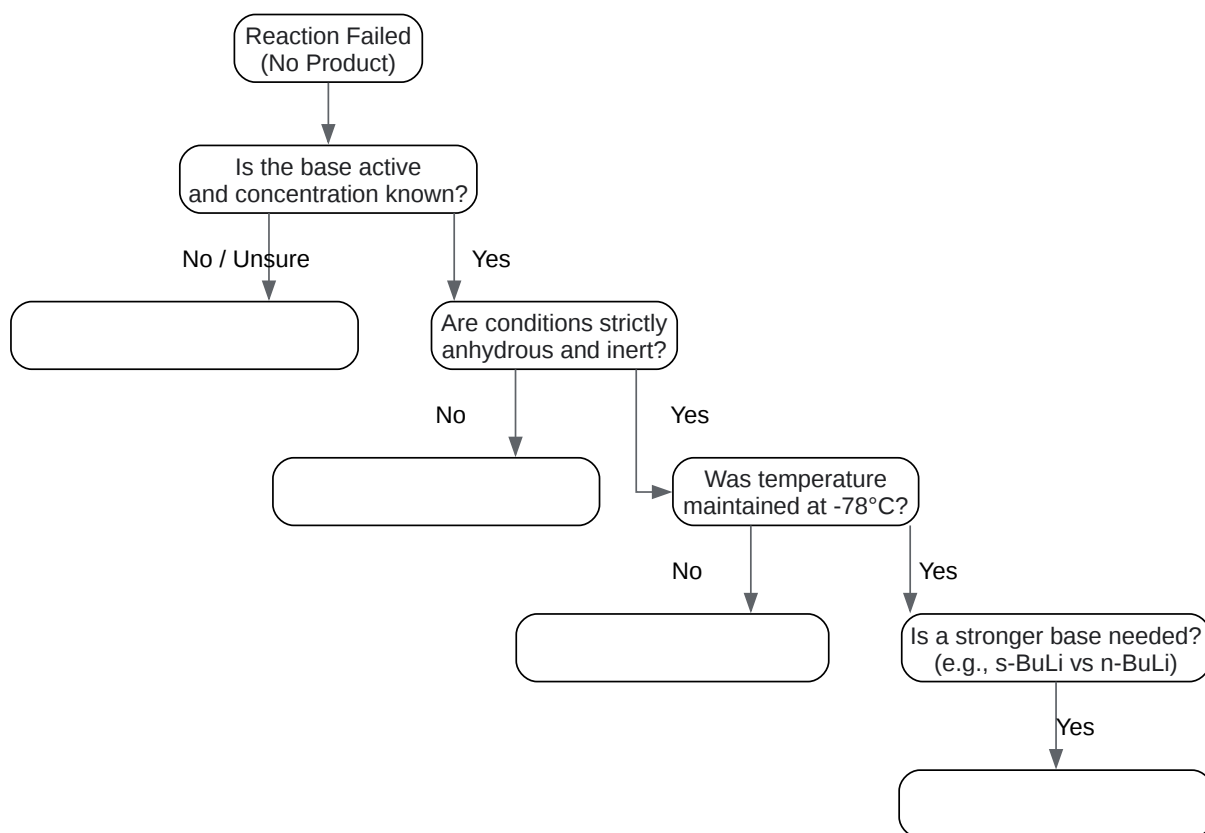 Reaction Failed
(No Product)
Is the base active
and concentration known?
No / Unsure
Yes
Are conditions strictly
anhydrous and inert?
No
Yes
Was temperature
maintained at -78°C?
No
Yes
Is a stronger base needed?
(e.g., s-BuLi vs n-BuLi)
Yes